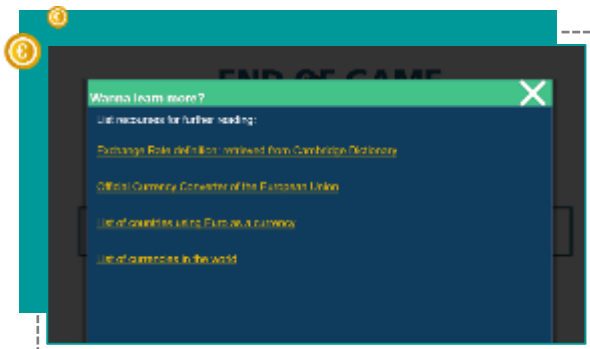 END OF GAME
Wanna learn more?
List recourses for further reading:
Exchange Rate definition: retrieved from Cambridge Dictionary
Official Currency Converter of the European Union
List of countries using Euro as a currency
List of currencies in the world